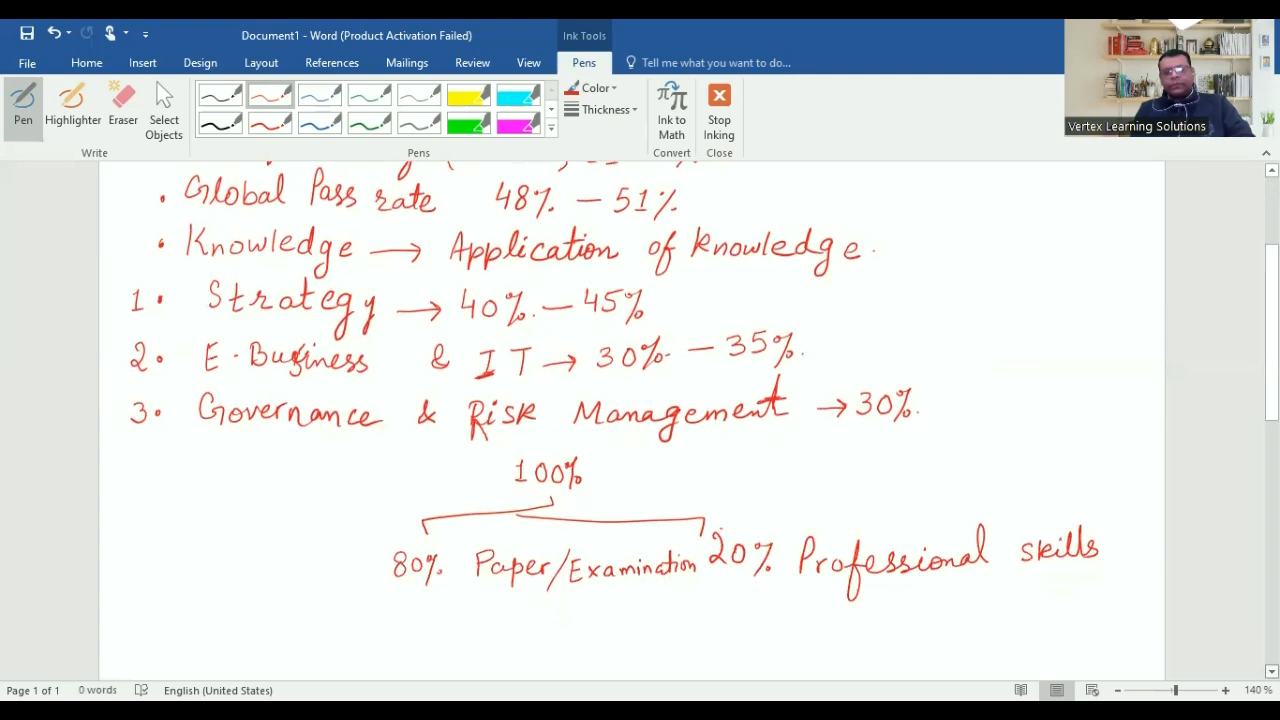 Document1 - Word (Product Activation Failed)
Ink Tools
File
Home
Insert
Design
Layout
References
Mailings
Review
View
Pens
Tell me what you want to do...
Pen
Highlighter
Eraser
Select Objects
Color
Thickness
Ink to Math
Stop Inking
Write
Pens
Convert
Close
Vertex Learning Solutions
. Global Pass rate 48% - 51%
. Knowledge → Application of knowledge.
1. Strategy → 40%. - 45%
2. E-Business & IT → 30%. - 35%.
3. Governance & Risk Management → 30%.
100%
80% Paper/Examination 20% Professional skills
Page 1 of 1
0 words
English (United States)
140 %